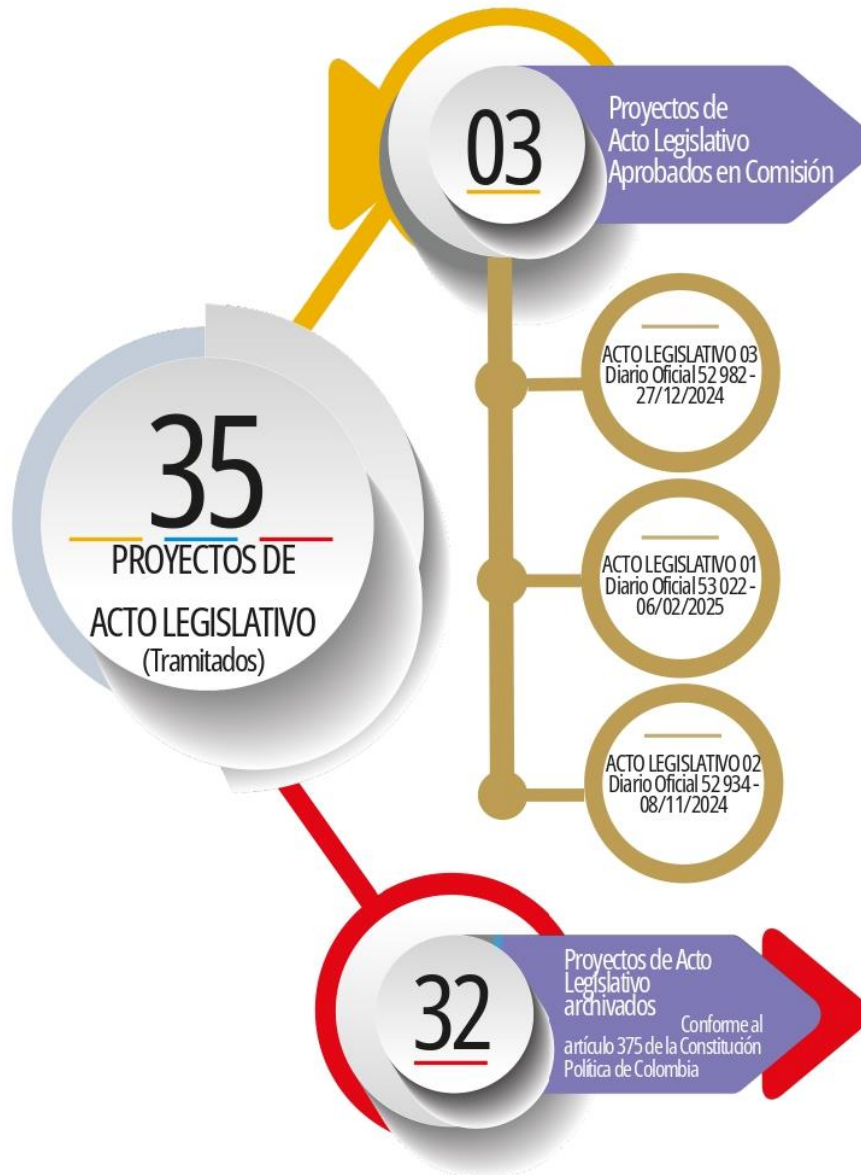 03
Proyectos de
Acto Legislativo
Aprobados en Comisión
ACTO LEGISLATIVO 03
Diario Oficial 52 982 -
27/12/2024
35
PROYECTOS DE
ACTO LEGISLATIVO
(Tramitados)
ACTO LEGISLATIVO 01
Diario Oficial 53 022 -
06/02/2025
ACTO LEGISLATIVO 02
Diario Oficial 52 934 -
08/11/2024
32
Proyectos de Acto
Legislativo
archivados
Conforme al
artículo 375 de la Constitución
Política de Colombia